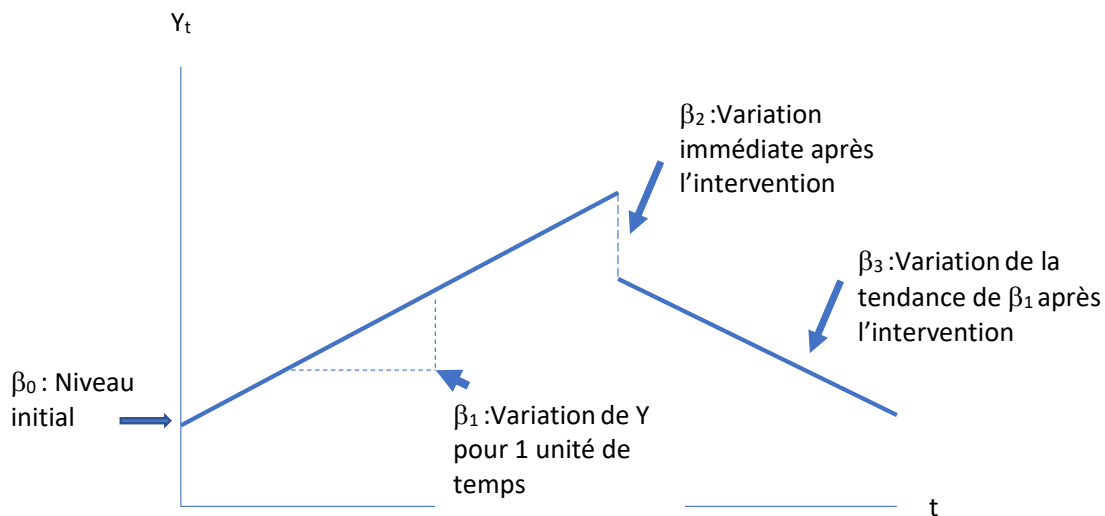 Yt
β2 :Variation
immédiate après
l'intervention
β3 :Variation de la
tendance de β1 après
l'intervention
β0 : Niveau
initial
β1 :Variation de Y
pour 1 unité de
temps
t